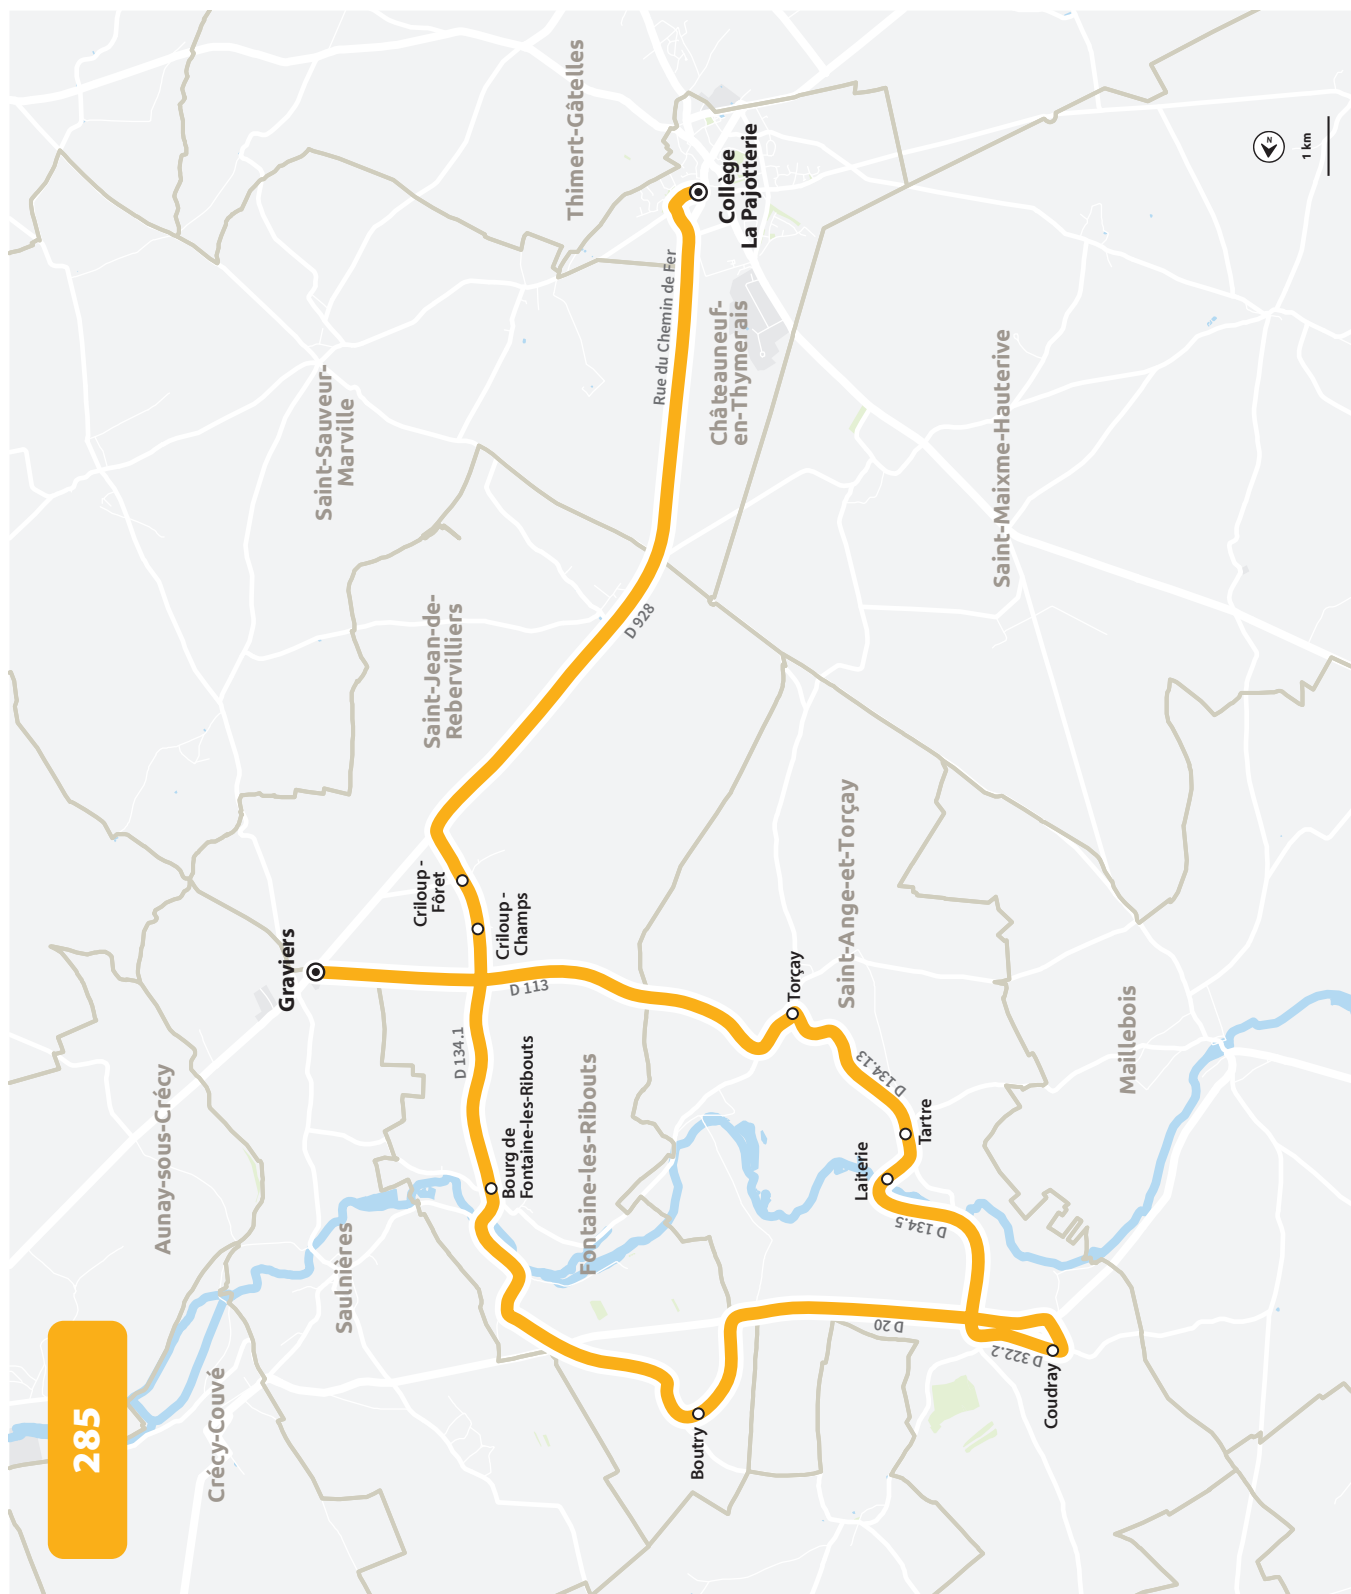 285
Crécy-Couvé
Aunay-sous-Crécy
Saulnières
Graviers
Saint-Sauveur-
Marville
Criloup -
Fôret
Saint-Jean-de-
Rebervilliers
D 134.1
Criloup -
Champs
D 113
Bourg de
Fontaine-les-Ribouts
Fontaine-les-Ribouts
Thimert-Gâtelles
D 928
Rue du Chemin de Fer
Collège
La Pajotterie
Châteauneuf-
en-Thymerais
Boutry
Torçay
Saint-Ange-et-Torçay
D 134.13
Laiterie
Tartre
D 134.5
D 20
D 322.2
Coudray
Saint-Maixme-Hauterive
Maillebois
N
1 km